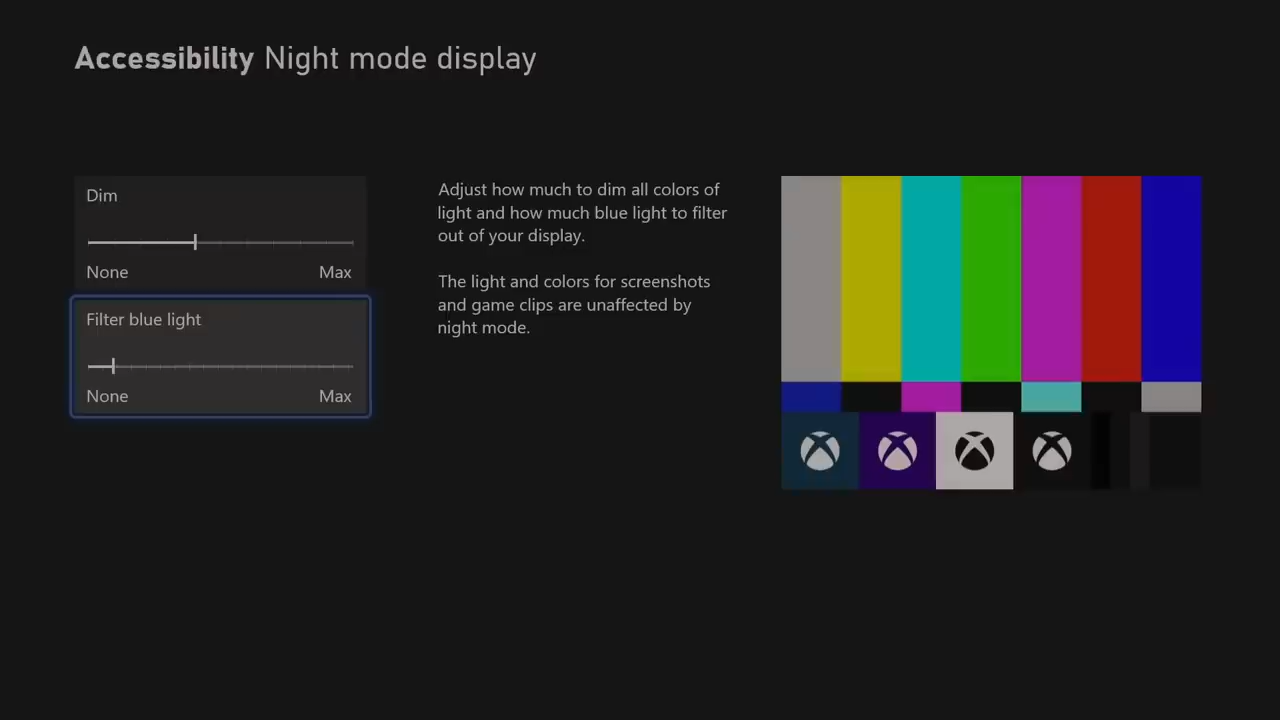 Accessibility Night mode display
Dim
None Max
Filter blue light
None Max
Adjust how much to dim all colors of
light and how much blue light to filter
out of your display.
The light and colors for screenshots
and game clips are unaffected by
night mode.